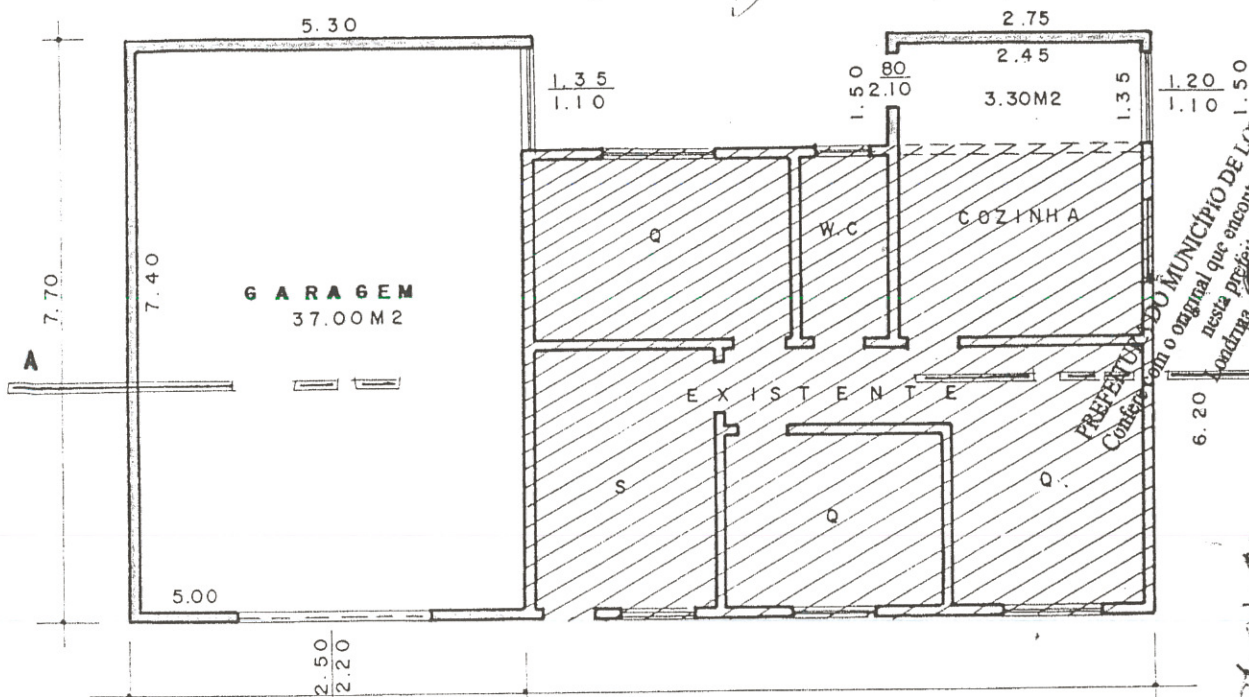 5.30
2.75
2.45
1.35
1.10
1.50
80
2.10
3.30M2
1.35
1.20
1.10
1.50
7.70
7.40
GARAGEM
37.00M2
Q
W.C
COZINHA
A
EXISTENTE
S
Q
Q.
6.20
5.00
2.50
2.20
PREFEITURA DO MUNICÍPIO DE LO
Confere com o original que encon
nesta prefei
Londrina